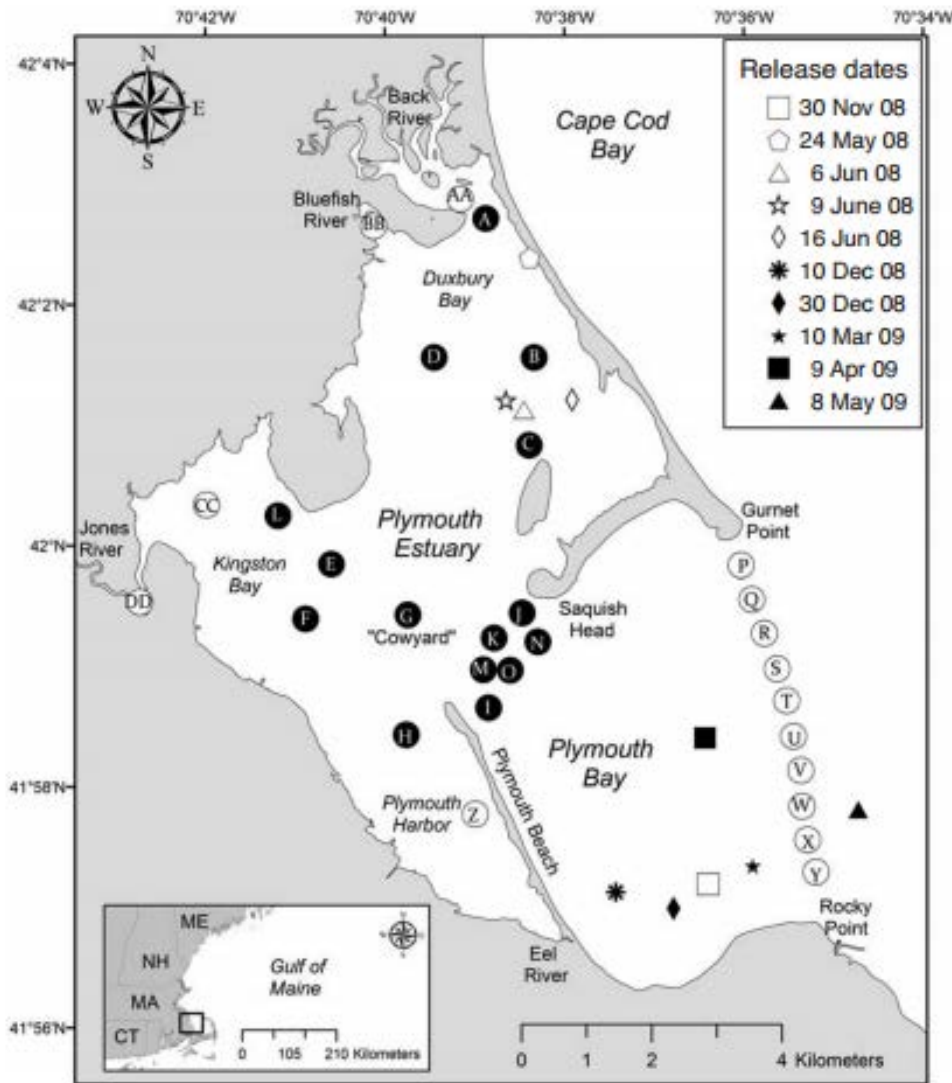 70°42'W
70°40'W
70°38'W
70°36'W
70°34'W
42°4'N
42°2'N
42°N
41°58'N
41°56'N
N
W
E
S
Back
River
Cape Cod
Bay
Release dates
30 Nov 08
24 May 08
6 Jun 08
9 June 08
16 Jun 08
10 Dec 08
30 Dec 08
10 Mar 09
9 Apr 09
8 May 09
AA
Bluefish
River
BB
A
Duxbury
Bay
D
B
C
CC
L
Plymouth
Estuary
Gurnet
Point
Jones
River
Kingston
Bay
E
P
DD
F
G
"Cowyard"
J
Saquish
Head
K
N
M
O
I
H
Q
R
S
T
U
V
W
X
Y
Plymouth
Bay
Plymouth
Harbor
Z
Plymouth Beach
Rocky
Point
Eel
River
ME
NH
MA
CT
Gulf of
Maine
0 105 210 Kilometers
0 1 2 4 Kilometers